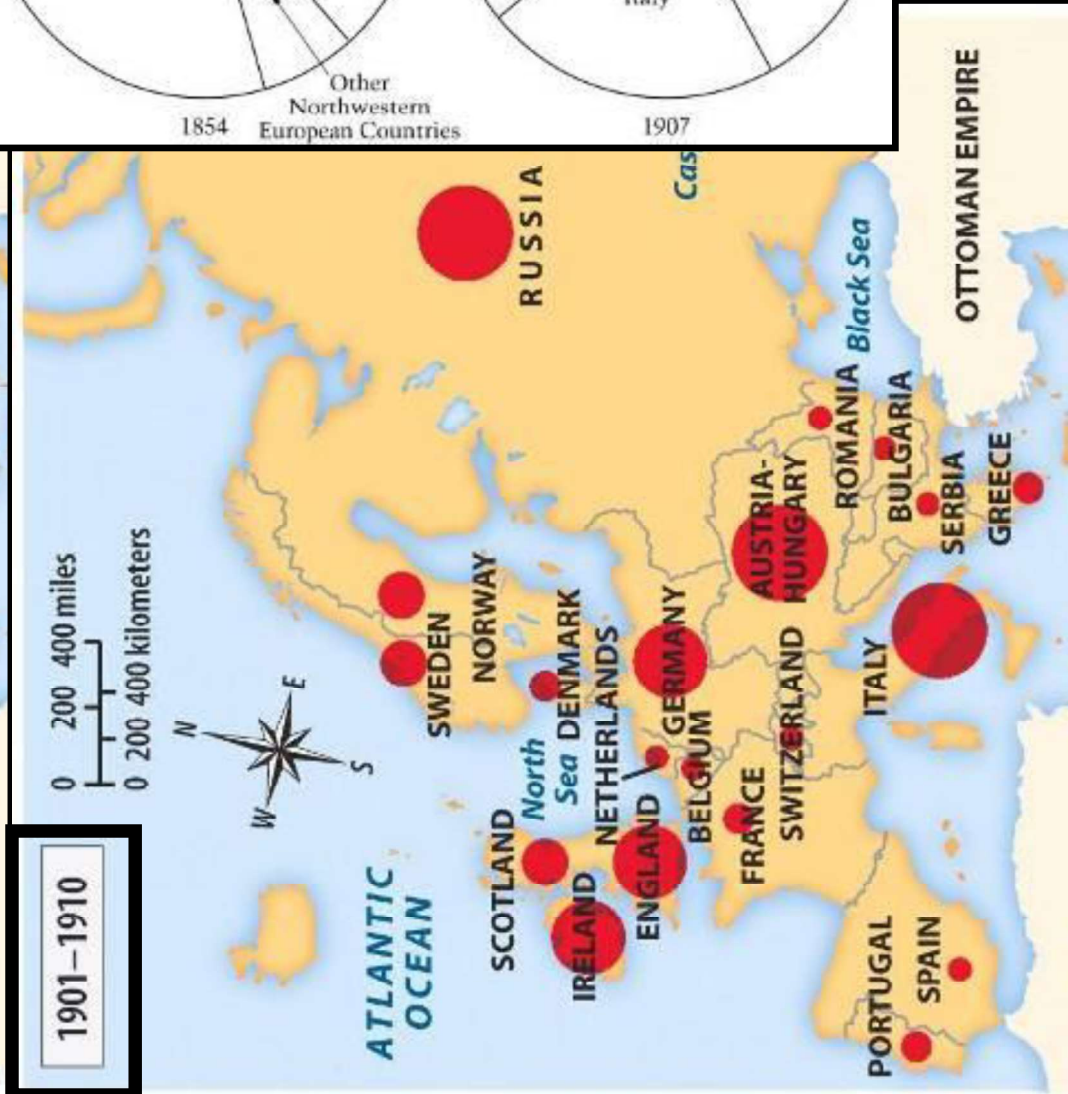 Italy
Other
Northwestern
European Countries
1854
1907
1901–1910
0 200 400 miles
0 200 400 kilometers
N
E
S
W
ATLANTIC
OCEAN
North
Sea
Black Sea
Cas
RUSSIA
OTTOMAN EMPIRE
SWEDEN
NORWAY
DENMARK
SCOTLAND
IRELAND
ENGLAND
NETHERLANDS
BELGIUM
GERMANY
FRANCE
SWITZERLAND
AUSTRIA-
HUNGARY
ROMANIA
BULGARIA
SERBIA
GREECE
ITALY
PORTUGAL
SPAIN